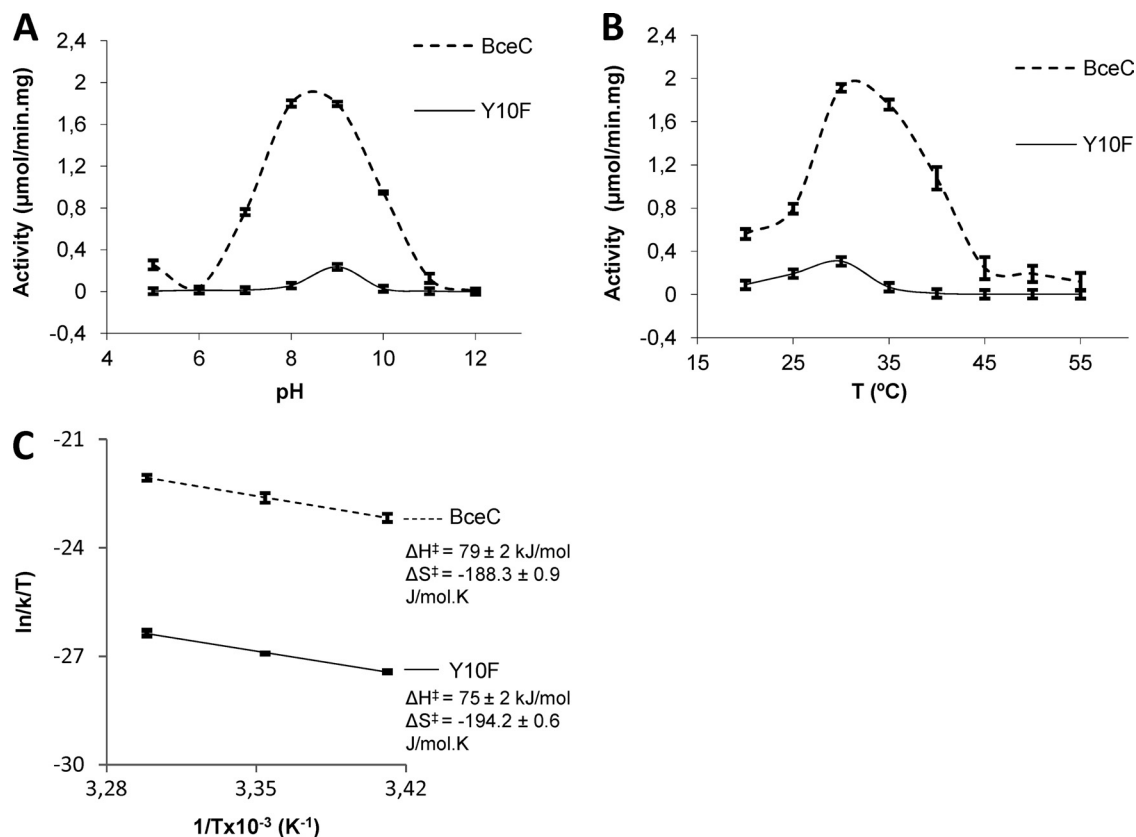 A
2,4
2
1,6
1,2
0,8
0,4
0
-0,4
Activity (µmol/min.mg)
4 6 8 10 12
pH
BceC
Y10F
B
2,4
2
1,6
1,2
0,8
0,4
0
-0,4
Activity (µmol/min.mg)
15 25 35 45 55
T (ºC)
BceC
Y10F
C
-21
-24
-27
-30
ln/k/T)
3,28 3,35 3,42
1/Tx10⁻³ (K⁻¹)
BceC
ΔH‡ = 79 ± 2 kJ/mol
ΔS‡ = -188.3 ± 0.9
J/mol.K
Y10F
ΔH‡ = 75 ± 2 kJ/mol
ΔS‡ = -194.2 ± 0.6
J/mol.K